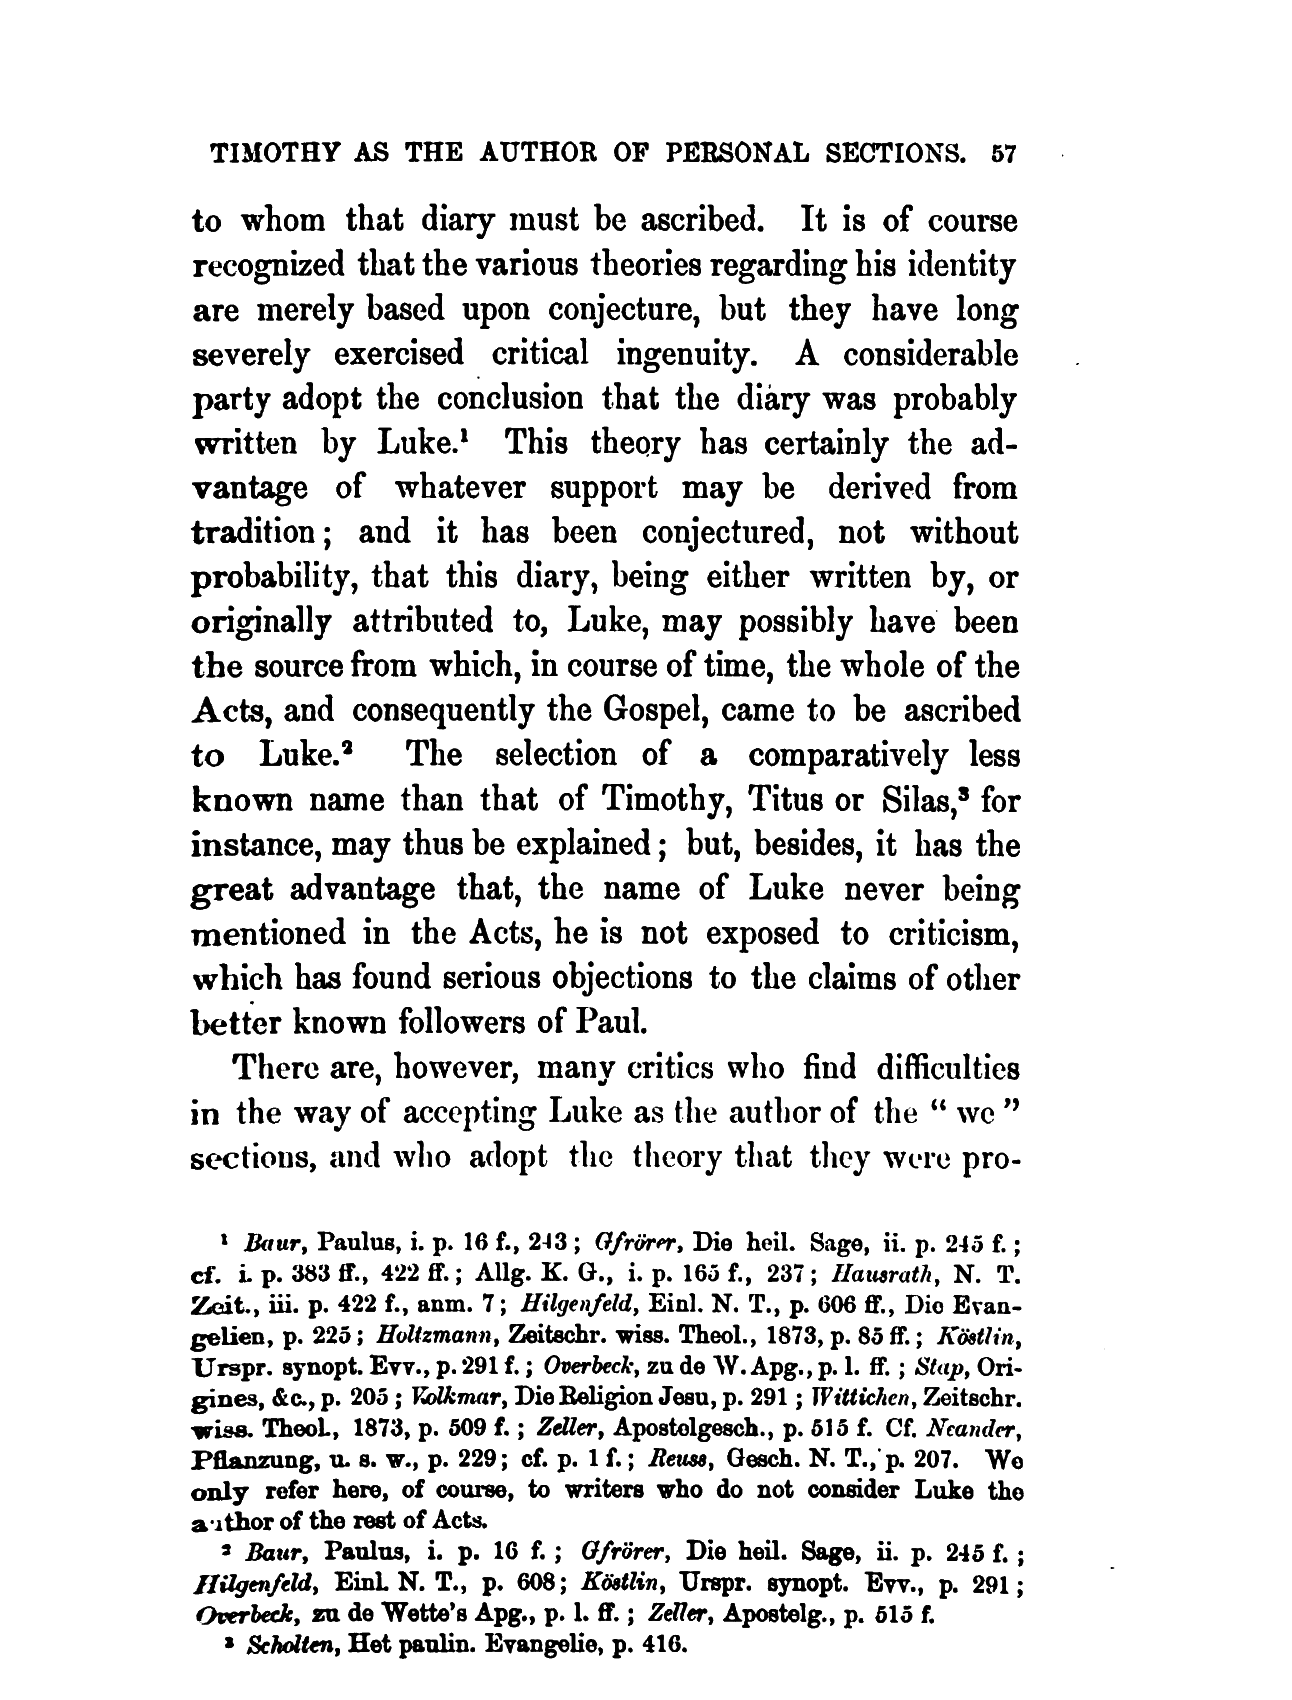 TIMOTHY AS THE AUTHOR OF PERSONAL SECTIONS. 57
to whom that diary must be ascribed. It is of course
recognized that the various theories regarding his identity
are merely based upon conjecture, but they have long
severely exercised critical ingenuity. A considerable
party adopt the conclusion that the diary was probably
written by Luke.¹ This theory has certainly the ad-
vantage of whatever support may be derived from
tradition; and it has been conjectured, not without
probability, that this diary, being either written by, or
originally attributed to, Luke, may possibly have been
the source from which, in course of time, the whole of the
Acts, and consequently the Gospel, came to be ascribed
to Luke.² The selection of a comparatively less
known name than that of Timothy, Titus or Silas,³ for
instance, may thus be explained; but, besides, it has the
great advantage that, the name of Luke never being
mentioned in the Acts, he is not exposed to criticism,
which has found serious objections to the claims of other
better known followers of Paul.
There are, however, many critics who find difficulties
in the way of accepting Luke as the author of the “ we ”
sections, and who adopt the theory that they were pro-
¹ Baur, Paulus, i. p. 16 f., 243; Gfrörer, Die heil. Sage, ii. p. 245 f.;
cf. i. p. 383 ff., 422 ff.; Allg. K. G., i. p. 165 f., 237; Hausrath, N. T.
Zeit., iii. p. 422 f., anm. 7; Hilgenfeld, Einl. N. T., p. 606 ff., Die Evan-
gelien, p. 225; Holtzmann, Zeitschr. wiss. Theol., 1873, p. 85 ff.; Köstlin,
Urspr. synopt. Evv., p. 291 f.; Overbeck, zu de W. Apg., p. l. ff.; Stap, Ori-
gines, &c., p. 205; Volkmar, Die Religion Jesu, p. 291; Wittichen, Zeitschr.
wiss. Theol., 1873, p. 509 f.; Zeller, Apostelgesch., p. 515 f. Cf. Neander,
Pflanzung, u. s. w., p. 229; cf. p. 1 f.; Reuss, Gesch. N. T., p. 207. We
only refer here, of course, to writers who do not consider Luke the
author of the rest of Acts.
² Baur, Paulus, i. p. 16 f.; Gfrörer, Die heil. Sage, ii. p. 245 f.;
Hilgenfeld, Einl. N. T., p. 608; Köstlin, Urspr. synopt. Evv., p. 291;
Overbeck, zu de Wette's Apg., p. l. ff.; Zeller, Apostelg., p. 515 f.
³ Scholten, Het paulin. Evangelie, p. 416.